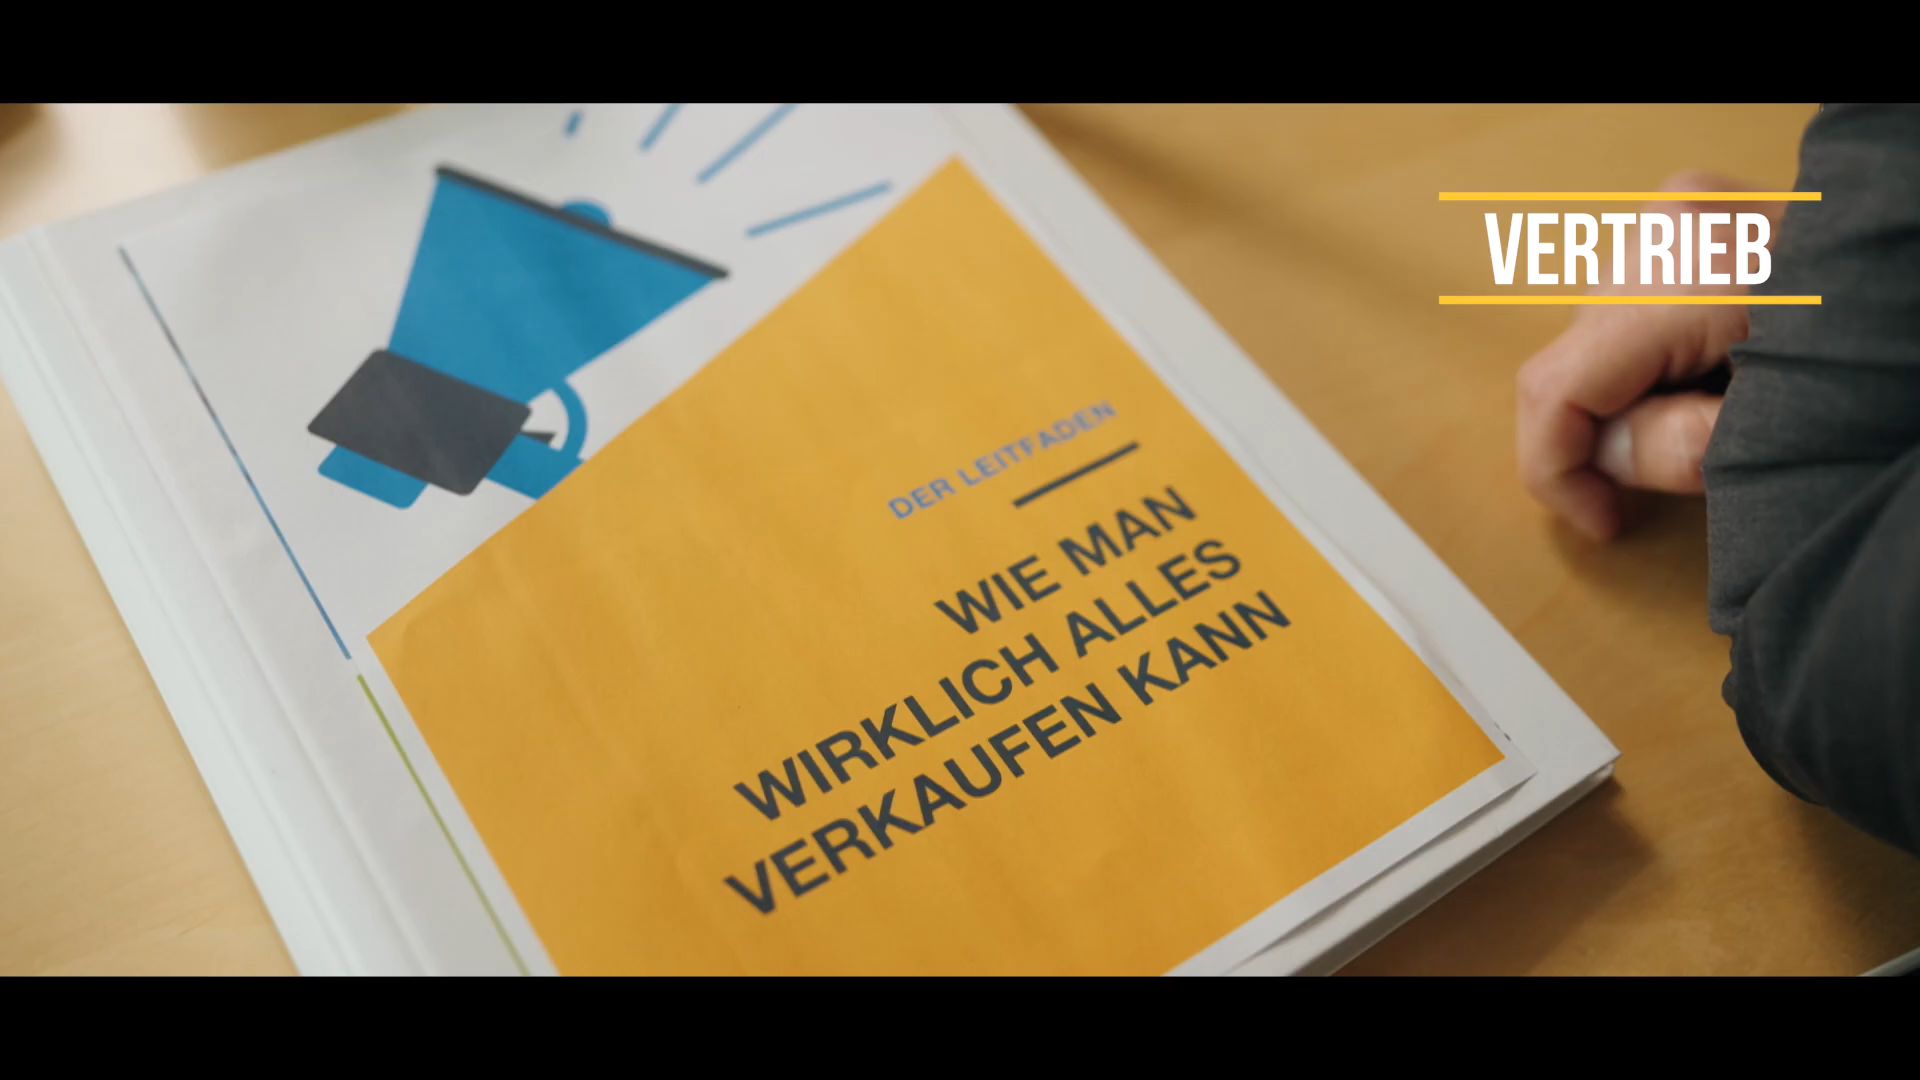 VERTRIEB
DER LEITFADEN
WIE MAN
WIRKLICH ALLES
VERKAUFEN KANN